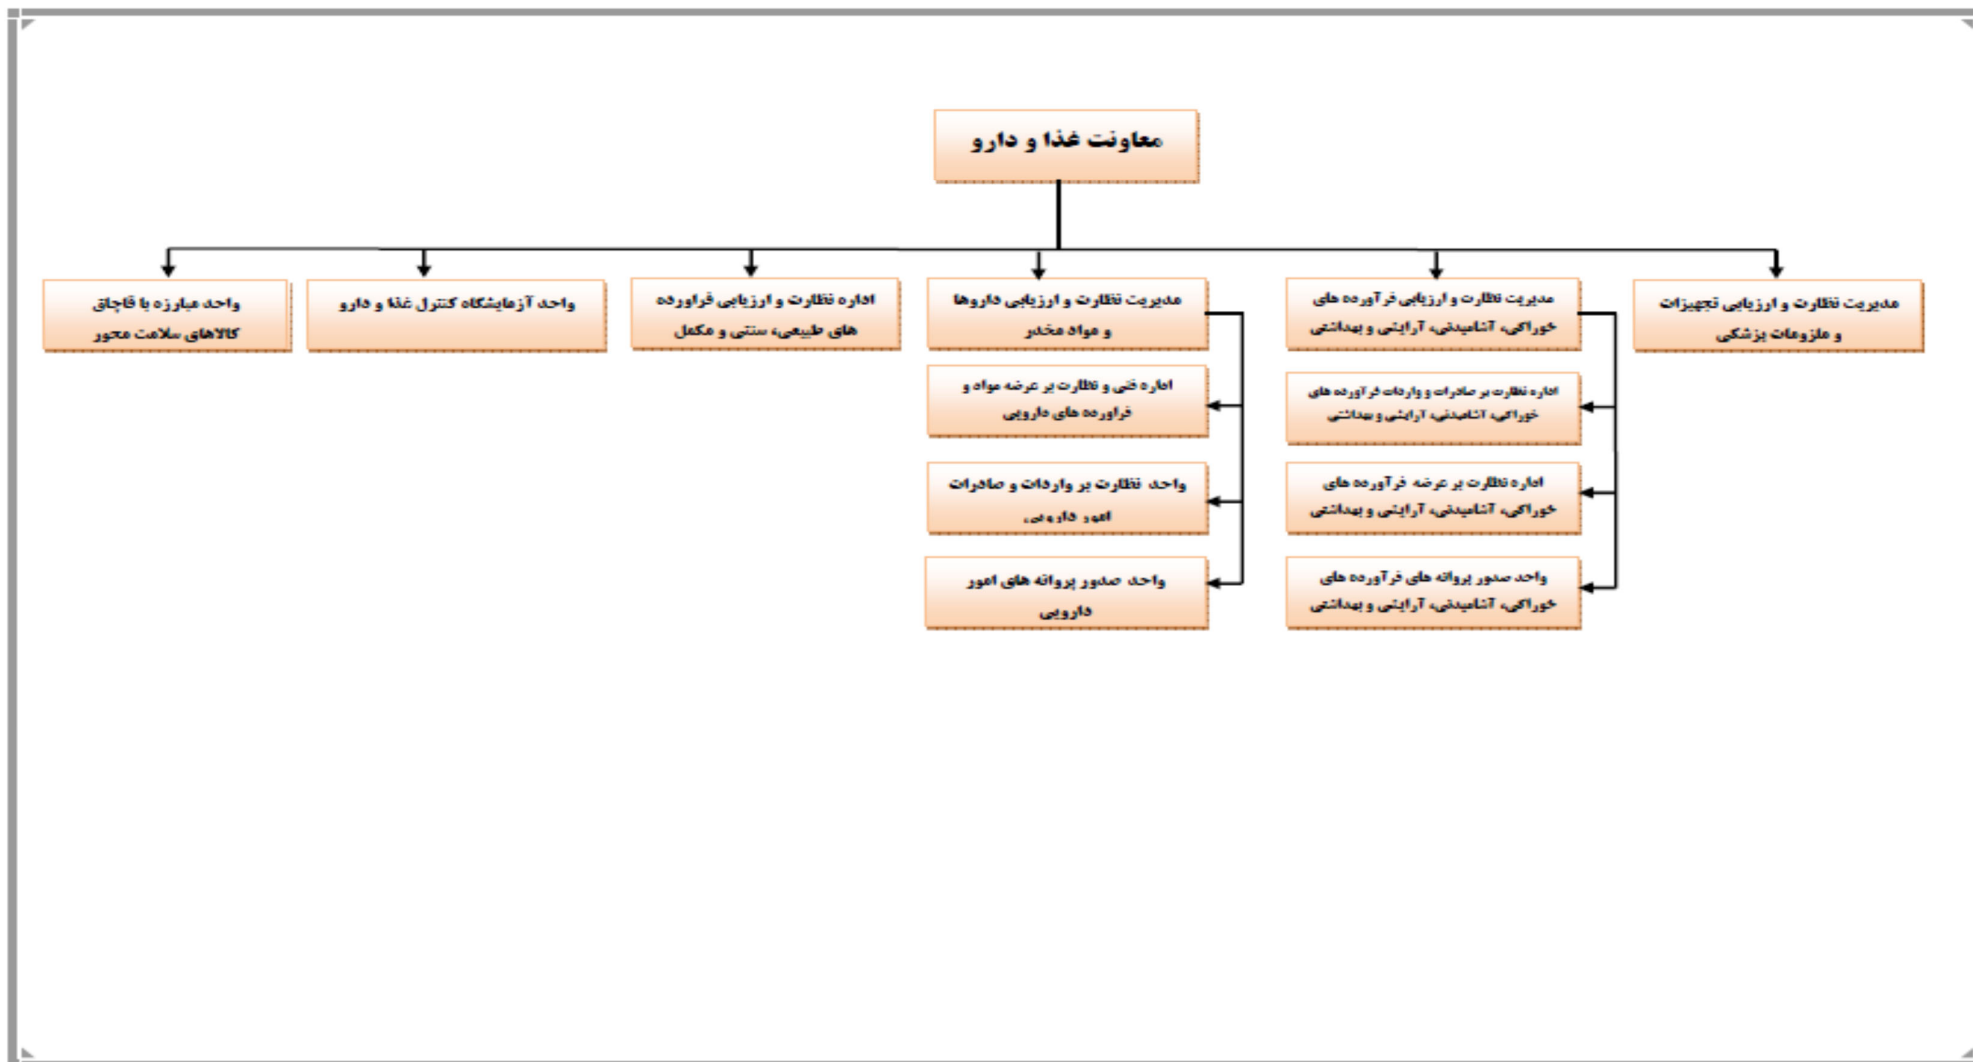 معاونت غذا و دارو
مدیریت نظارت و ارزیابی تجهیزات
و ملزومات پزشکی
مدیریت نظارت و ارزیابی فرآورده های
خوراکی، آشامیدنی، آرایشی و بهداشتی
اداره نظارت بر صادرات و واردات فرآورده های
خوراکی، آشامیدنی، آرایشی و بهداشتی
اداره نظارت بر عرضه فرآورده های
خوراکی، آشامیدنی، آرایشی و بهداشتی
واحد صدور پروانه های فرآورده های
خوراکی، آشامیدنی، آرایشی و بهداشتی
مدیریت نظارت و ارزیابی داروها
و مواد مخدر
اداره فنی و نظارت بر عرضه مواد و
فراورده های دارویی
واحد نظارت بر واردات و صادرات
امور دارویی
واحد صدور پروانه های امور
دارویی
اداره نظارت و ارزیابی فراورده
های طبیعی، سنتی و مکمل
واحد آزمایشگاه کنترل غذا و دارو
واحد مبارزه با قاچاق
کالاهای سلامت محور